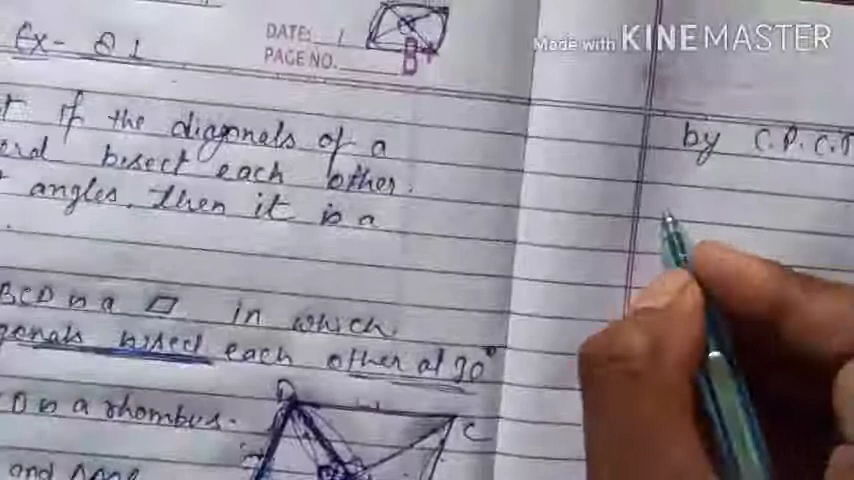 Ex- 8.1
DATE: / PAGE NO.
if the diagonals of a
bisect each other
angles. Then it is a
BCD is a ▱ in which
bisect each other at 90°
D is a rhombus.
and
D
C
by C.P.C.T
Made with KINEMASTER